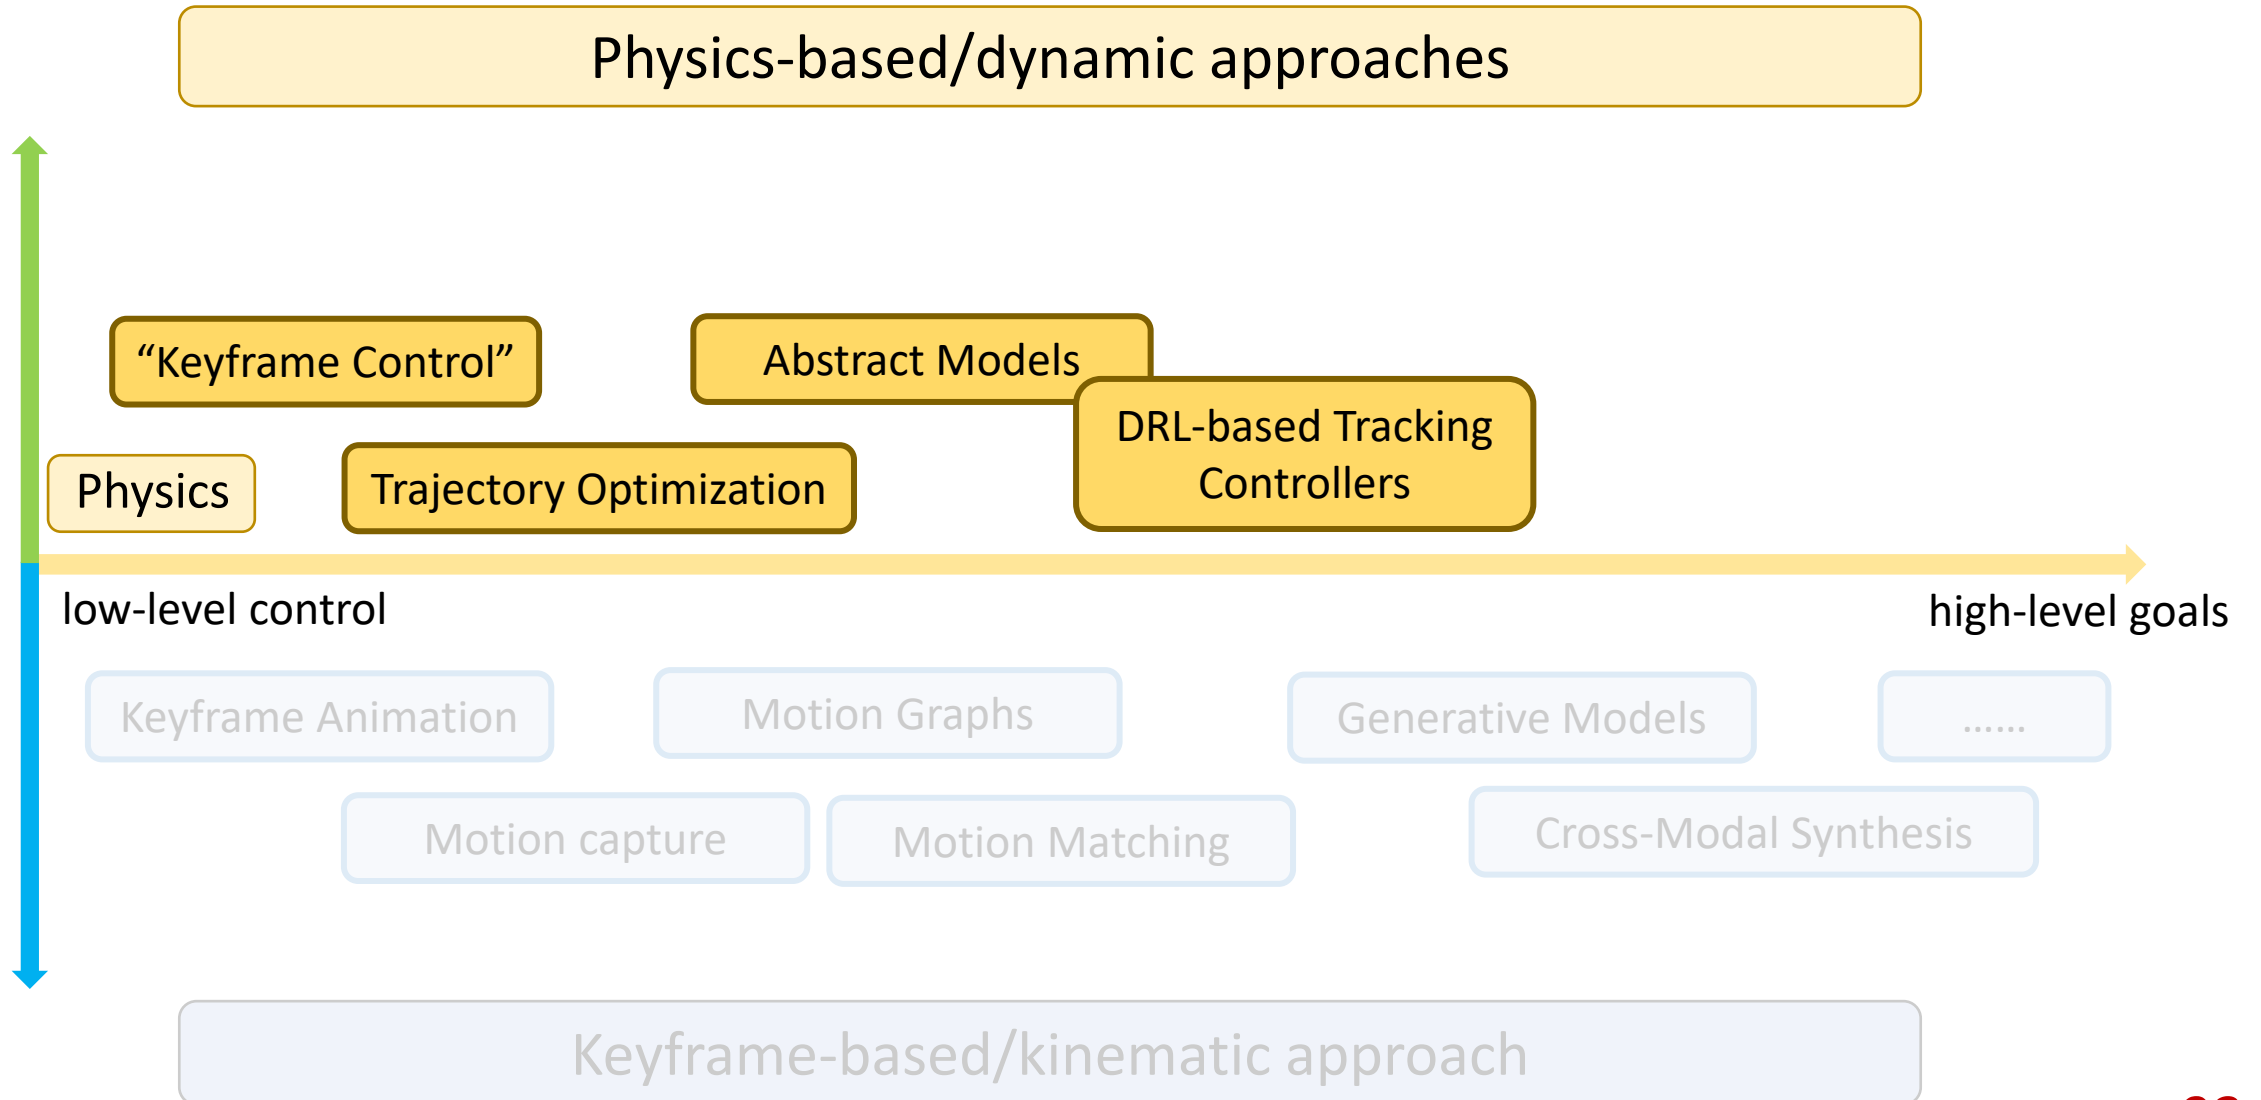 Physics-based/dynamic approaches
“Keyframe Control”
Abstract Models
DRL-based Tracking
Controllers
Physics
Trajectory Optimization
low-level control
high-level goals
Keyframe Animation
Motion Graphs
Generative Models
......
Motion capture
Motion Matching
Cross-Modal Synthesis
Keyframe-based/kinematic approach